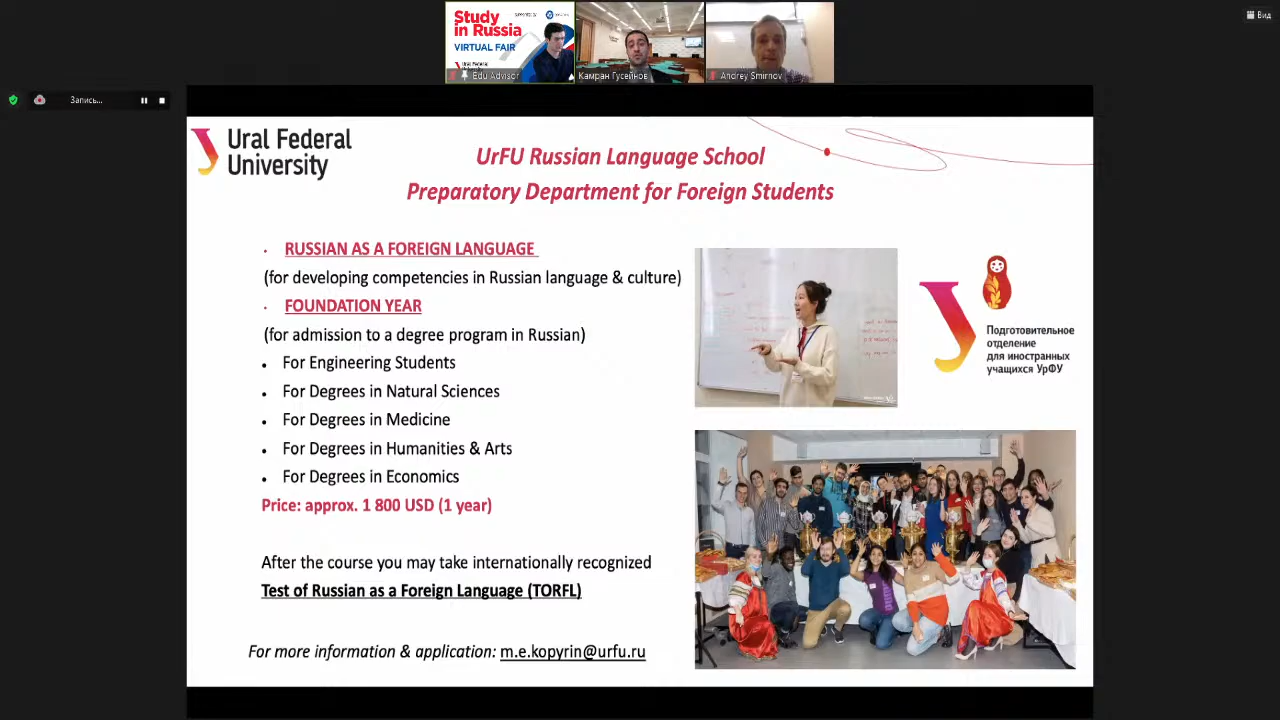 Study
in Russia
VIRTUAL FAIR
Ural Federal
University
Edu Advisor
Камран Гусейнов
Andrey Smirnov
Вид
Запись...
Ural Federal
University
UrFU Russian Language School
Preparatory Department for Foreign Students
• RUSSIAN AS A FOREIGN LANGUAGE
(for developing competencies in Russian language & culture)
• FOUNDATION YEAR
(for admission to a degree program in Russian)
• For Engineering Students
• For Degrees in Natural Sciences
• For Degrees in Medicine
• For Degrees in Humanities & Arts
• For Degrees in Economics
Price: approx. 1 800 USD (1 year)
After the course you may take internationally recognized
Test of Russian as a Foreign Language (TORFL)
For more information & application: m.e.kopyrin@urfu.ru
Подготовительное
отделение
для иностранных
учащихся УрФУ